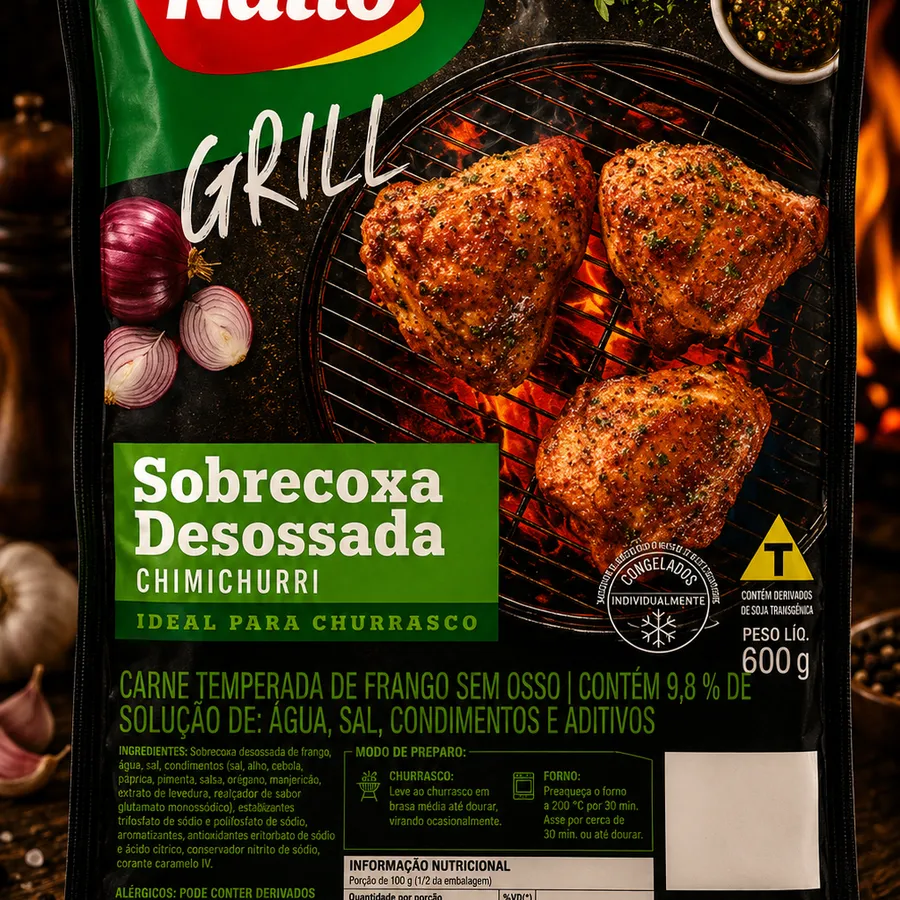 Natto
GRILL
Sobrecoxa
Desossada
CHIMICHURRI
IDEAL PARA CHURRASCO
CONGELADOS
INDIVIDUALMENTE
T
CONTÉM DERIVADOS
DE SOJA TRANSGÊNICA
PESO LÍQ.
600 g
CARNE TEMPERADA DE FRANGO SEM OSSO | CONTÉM 9,8 % DE
SOLUÇÃO DE: ÁGUA, SAL, CONDIMENTOS E ADITIVOS
INGREDIENTES: Sobrecoxa desossada de frango,
água, sal, condimentos (sal, alho, cebola,
páprica, pimenta, salsa, orégano, manjericão,
extrato de levedura, realçador de sabor
glutamato monossódico), estabilizantes
trifosfato de sódio e polifosfato de sódio,
aromatizantes, antioxidantes eritorbato de sódio
e ácido cítrico, conservador nitrito de sódio,
corante caramelo IV.
ALÉRGICOS: PODE CONTER DERIVADOS
MODO DE PREPARO:
CHURRASCO:
Leve ao churrasco em
brasa média até dourar,
virando ocasionalmente.
FORNO:
Preaqueça o forno
a 200 °C por 30 min.
Asse por cerca de
30 min. ou até dourar.
INFORMAÇÃO NUTRICIONAL
Porção de 100 g (1/2 da embalagem)
Quantidade por porção
%VD(*)